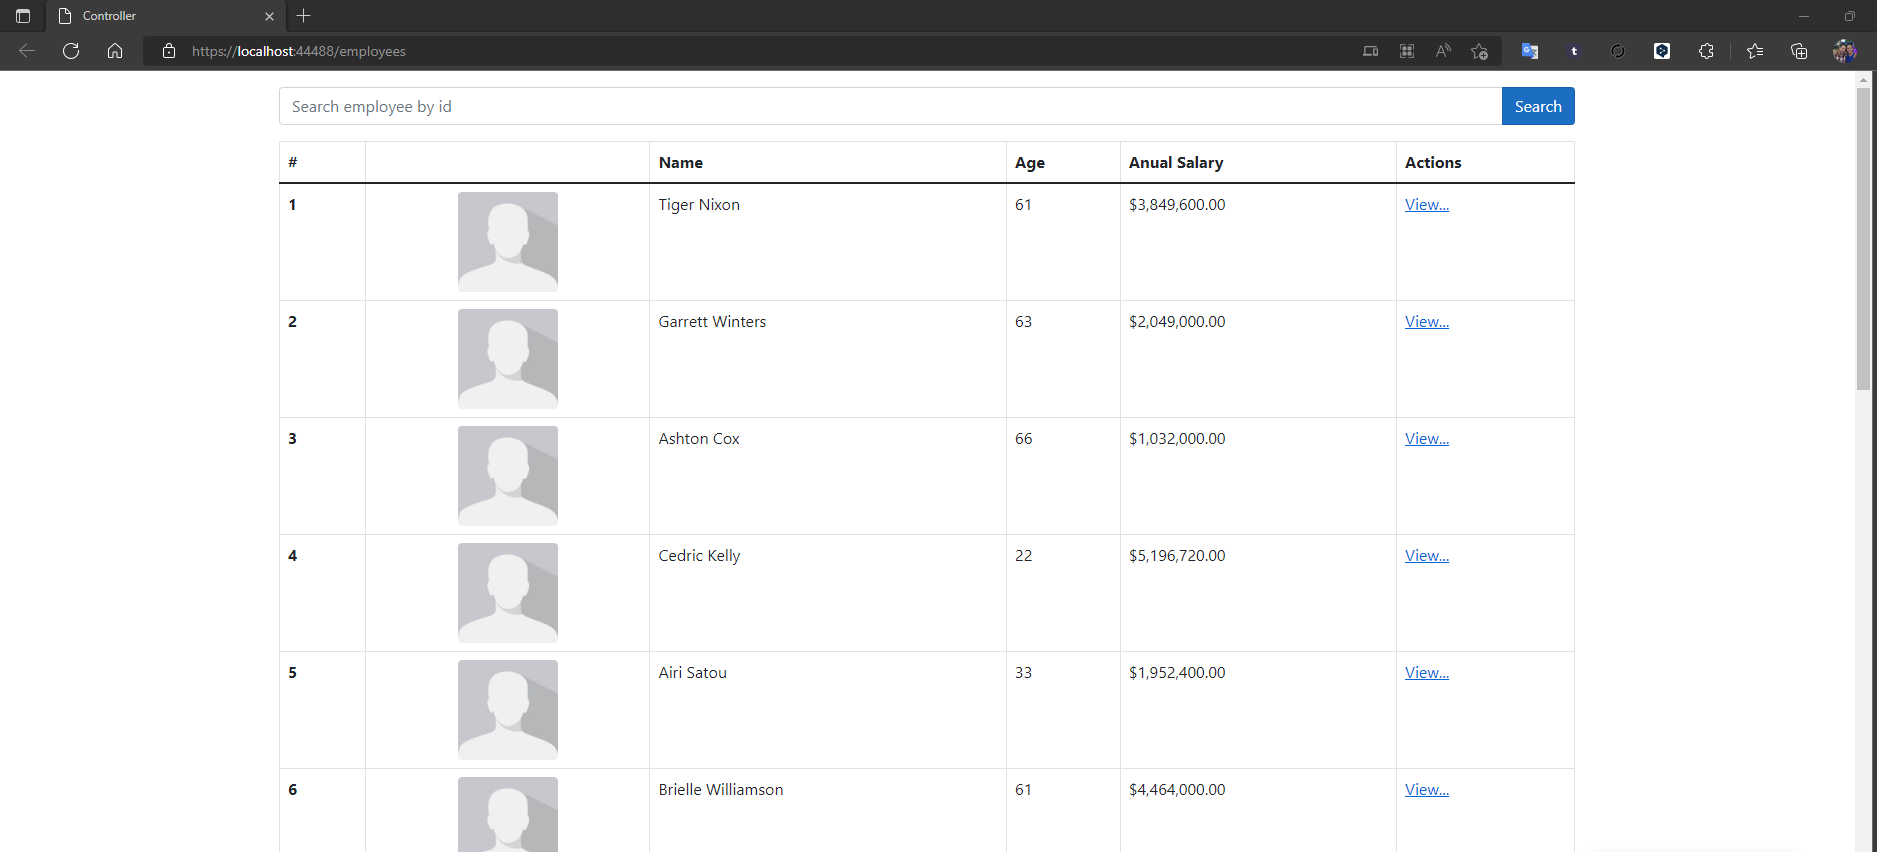 Controller
https://localhost:44488/employees
Search employee by id Search
# Name Age Anual Salary Actions
1 Tiger Nixon 61 $3,849,600.00 View...
2 Garrett Winters 63 $2,049,000.00 View...
3 Ashton Cox 66 $1,032,000.00 View...
4 Cedric Kelly 22 $5,196,720.00 View...
5 Airi Satou 33 $1,952,400.00 View...
6 Brielle Williamson 61 $4,464,000.00 View...